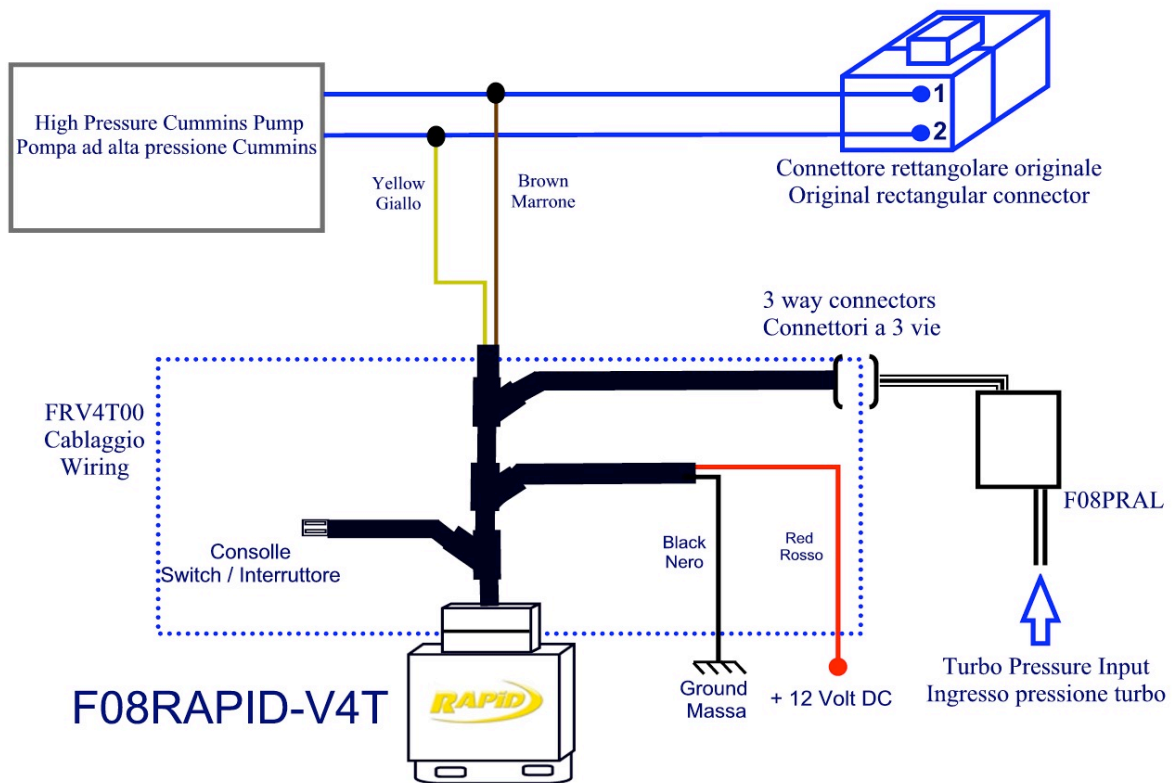 High Pressure Cummins Pump
Pompa ad alta pressione Cummins
1
2
Connettore rettangolare originale
Original rectangular connector
Yellow
Giallo
Brown
Marrone
3 way connectors
Connettori a 3 vie
FRV4T00
Cablaggio
Wiring
F08PRAL
Consolle
Switch / Interruttore
Black
Nero
Red
Rosso
RAPID
F08RAPID-V4T
Ground
Massa
+ 12 Volt DC
Turbo Pressure Input
Ingresso pressione turbo